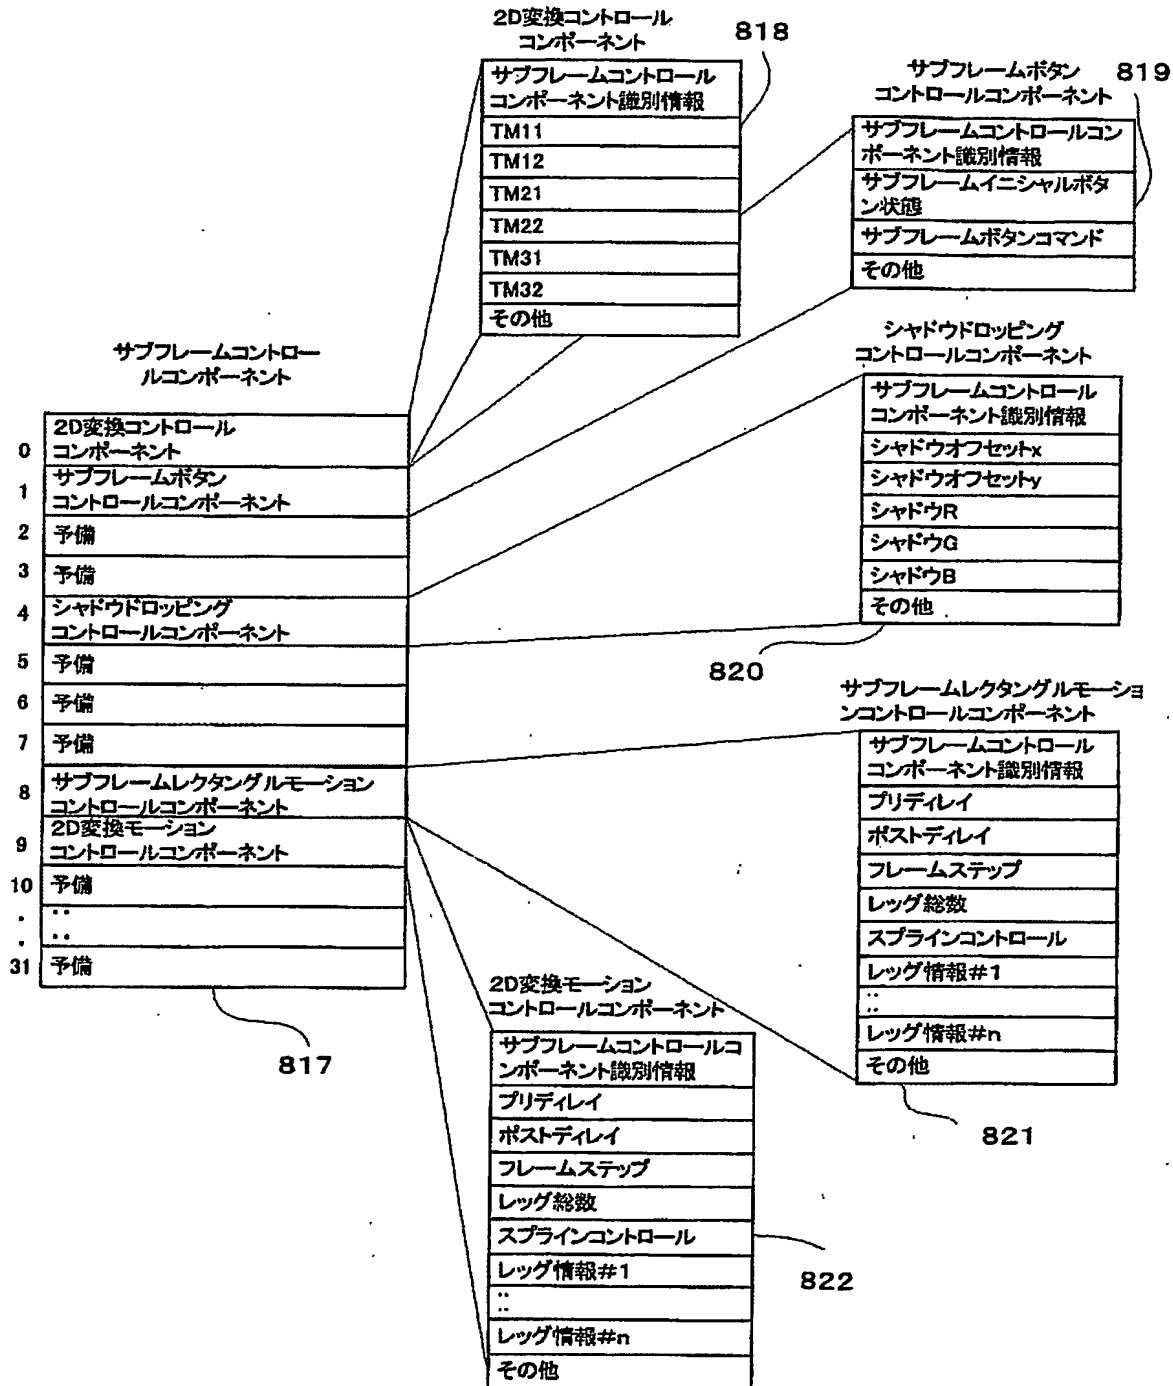 2D変換コントロール
コンポーネント
818
サブフレームコントロール
コンポーネント識別情報
TM11
TM12
TM21
TM22
TM31
TM32
その他
サブフレームボタン
コントロールコンポーネント
819
サブフレームコントロールコン
ポーネント識別情報
サブフレームイニシャルボタ
ン状態
サブフレームボタンコマンド
その他
シャドウドロッピング
コントロールコンポーネント
サブフレームコントロール
コンポーネント識別情報
シャドウオフセットx
シャドウオフセットy
シャドウR
シャドウG
シャドウB
その他
820
サブフレームコントロー
ルコンポーネント
0
2D変換コントロール
コンポーネント
1
サブフレームボタン
コントロールコンポーネント
2 予備
3 予備
4
シャドウドロッピング
コントロールコンポーネント
5 予備
6 予備
7 予備
8
サブフレームレクタングルモーション
コントロールコンポーネント
9
2D変換モーション
コントロールコンポーネント
10 予備
31 予備
817
サブフレームレクタングルモーショ
ンコントロールコンポーネント
サブフレームコントロール
コンポーネント識別情報
プリディレイ
ポストディレイ
フレームステップ
レッグ総数
スプラインコントロール
レッグ情報#1
レッグ情報#n
その他
821
2D変換モーション
コントロールコンポーネント
サブフレームコントロールコ
ンポーネント識別情報
プリディレイ
ポストディレイ
フレームステップ
レッグ総数
スプラインコントロール
レッグ情報#1
レッグ情報#n
その他
822